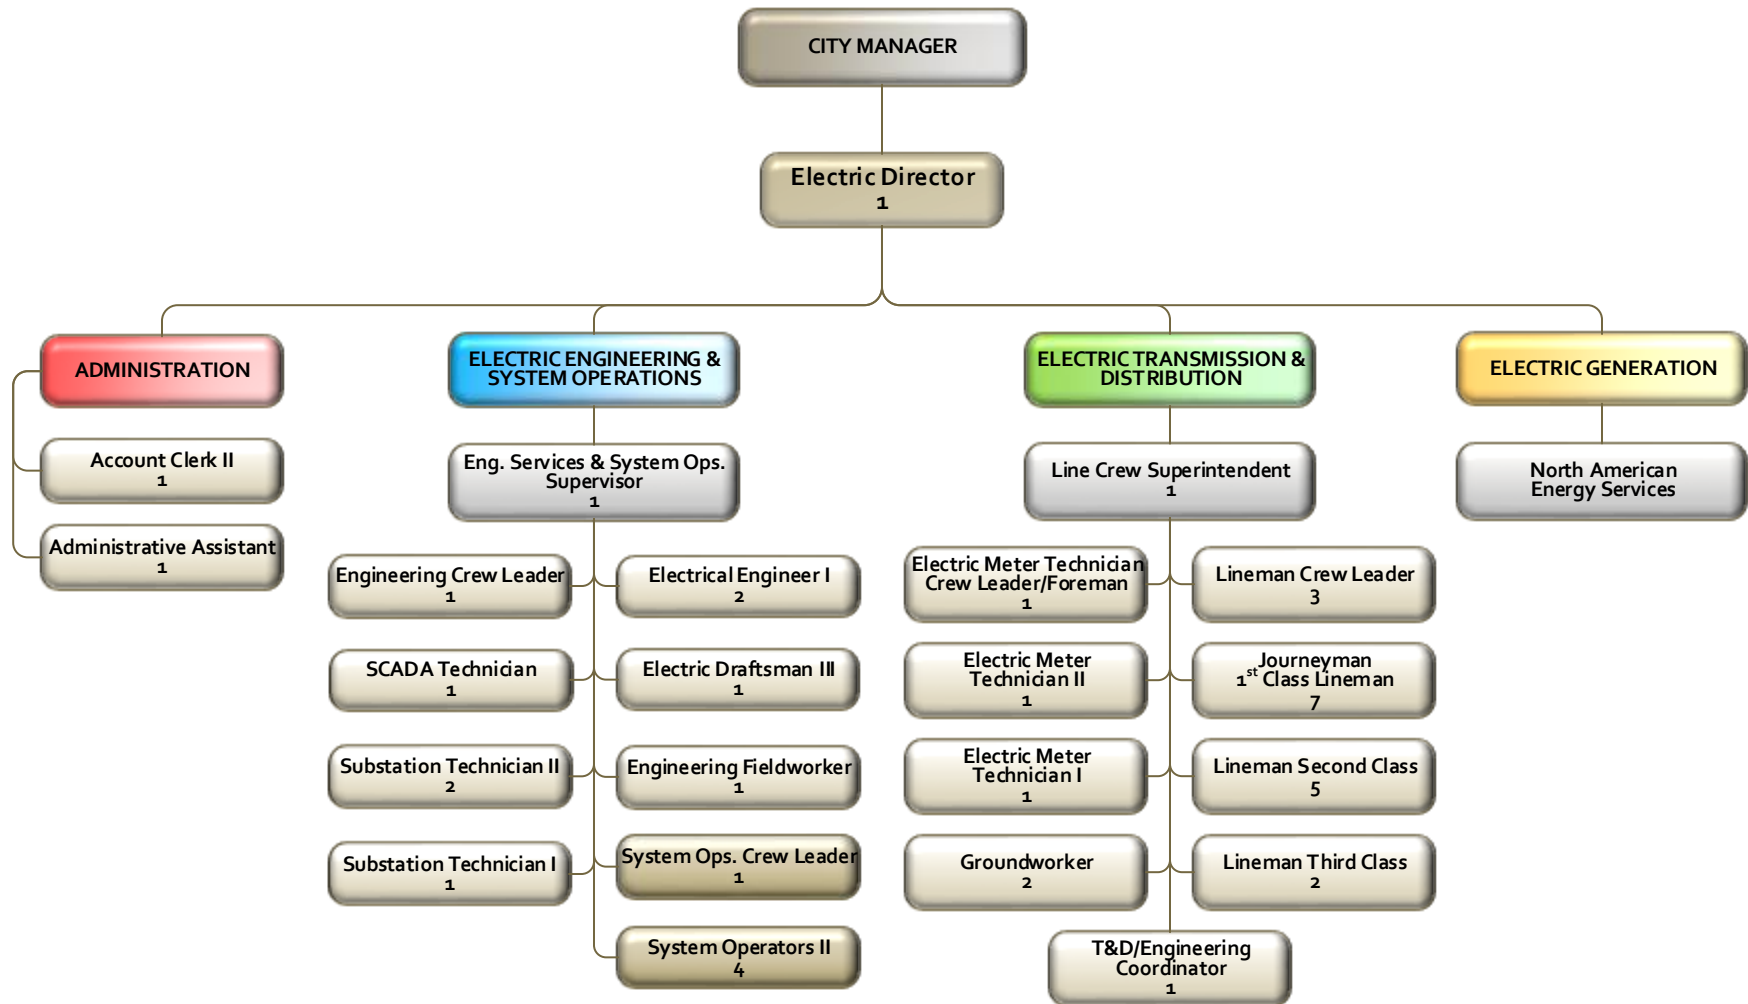 CITY MANAGER
Electric Director
1
ADMINISTRATION
Account Clerk II
1
Administrative Assistant
1
ELECTRIC ENGINEERING &
SYSTEM OPERATIONS
Eng. Services & System Ops.
Supervisor
1
Engineering Crew Leader
1
Electrical Engineer I
2
SCADA Technician
1
Electric Draftsman III
1
Substation Technician II
2
Engineering Fieldworker
1
Substation Technician I
1
System Ops. Crew Leader
1
System Operators II
4
ELECTRIC TRANSMISSION &
DISTRIBUTION
Line Crew Superintendent
1
Electric Meter Technician
Crew Leader/Foreman
1
Lineman Crew Leader
3
Electric Meter
Technician II
1
Journeyman
1st Class Lineman
7
Electric Meter
Technician I
1
Lineman Second Class
5
Groundworker
2
Lineman Third Class
2
T&D/Engineering
Coordinator
1
ELECTRIC GENERATION
North American
Energy Services